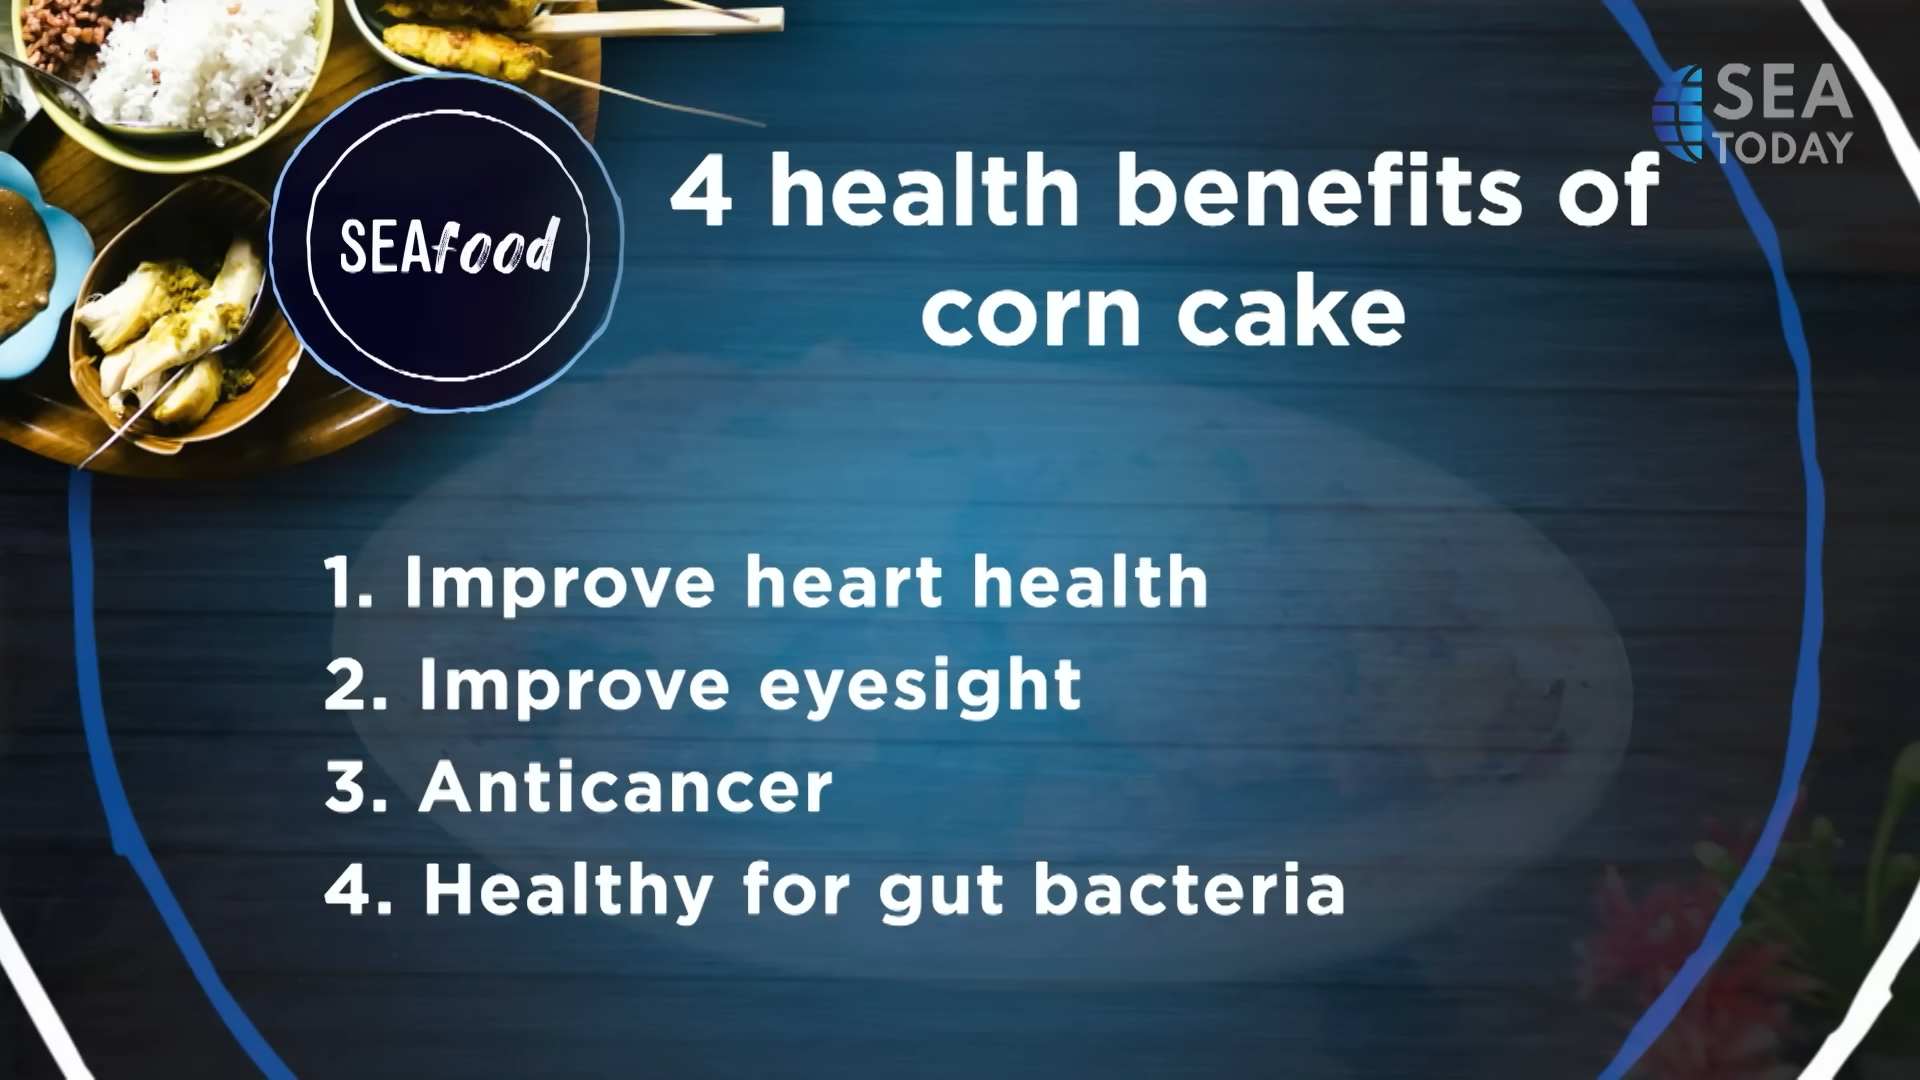 SEA
TODAY
SEAfood
4 health benefits of
corn cake
1. Improve heart health
2. Improve eyesight
3. Anticancer
4. Healthy for gut bacteria